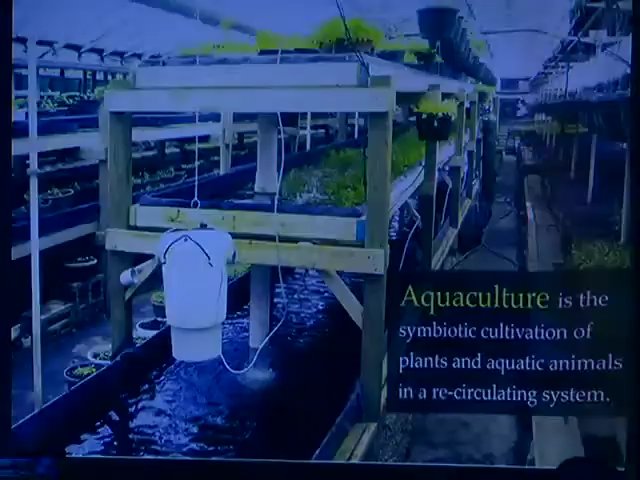 Aquaculture is the
symbiotic cultivation of
plants and aquatic animals
in a re-circulating system.